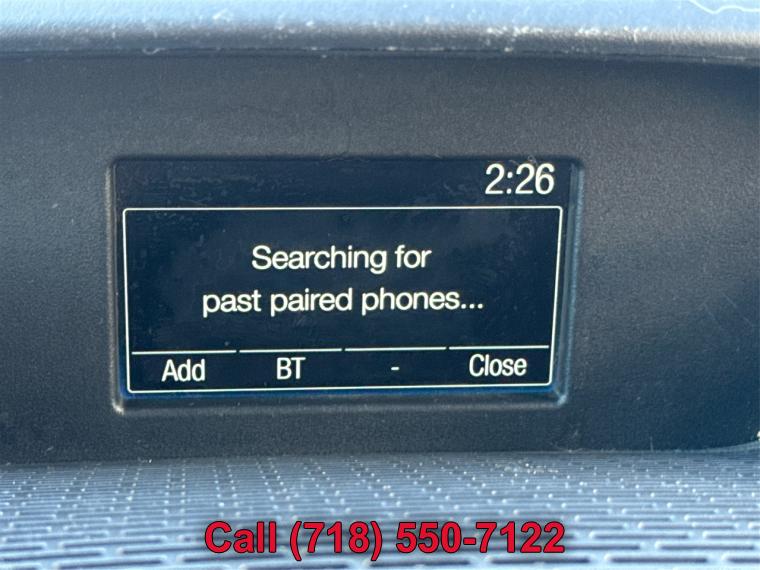 2:26
Searching for
past paired phones...
Add BT - Close
Call (718) 550-7122